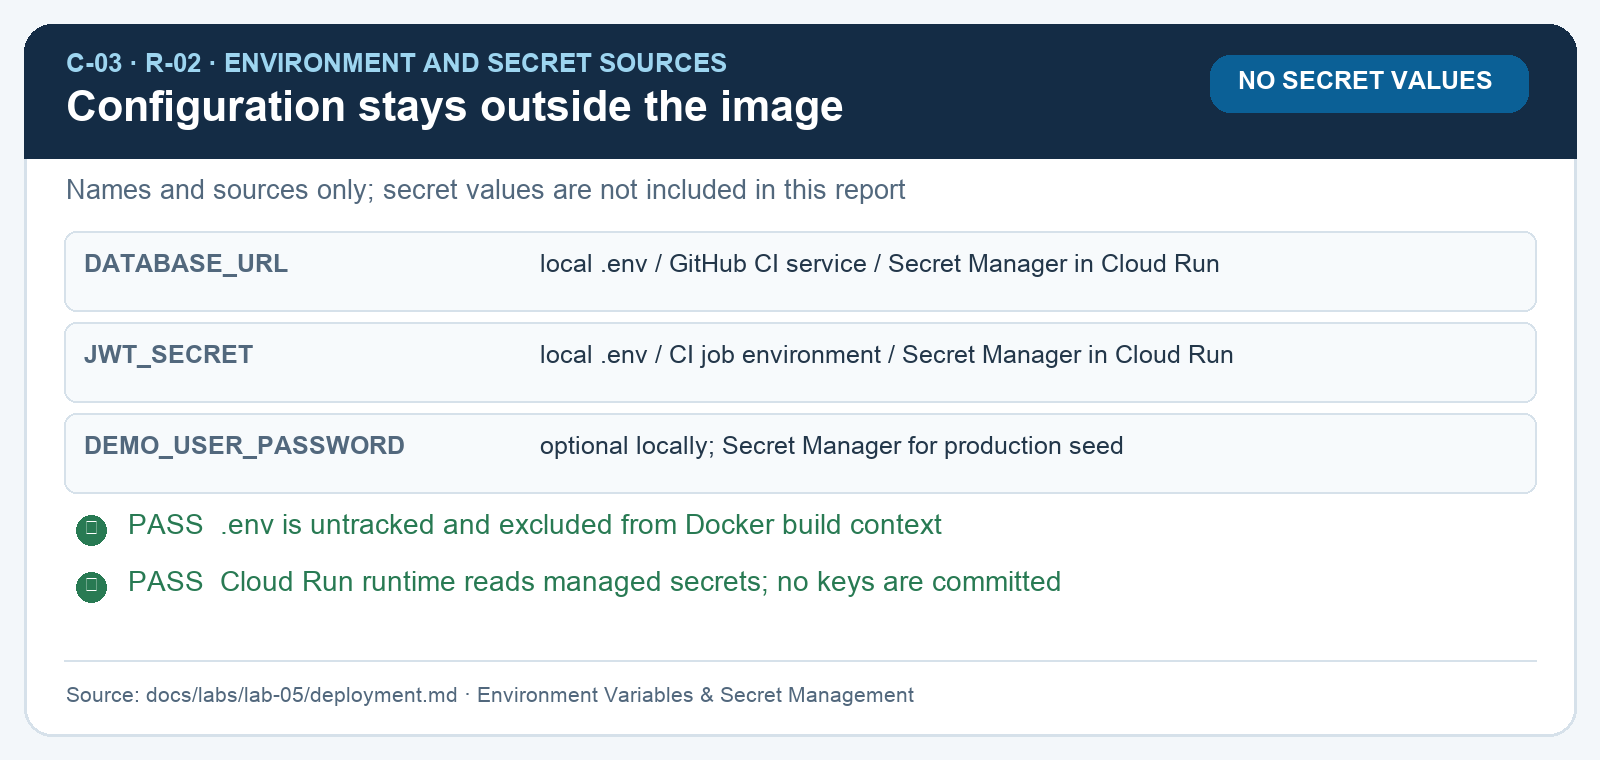 C-03 · R-02 · ENVIRONMENT AND SECRET SOURCES
Configuration stays outside the image
NO SECRET VALUES
Names and sources only; secret values are not included in this report
DATABASE_URL local .env / GitHub CI service / Secret Manager in Cloud Run
JWT_SECRET local .env / CI job environment / Secret Manager in Cloud Run
DEMO_USER_PASSWORD optional locally; Secret Manager for production seed
PASS .env is untracked and excluded from Docker build context
PASS Cloud Run runtime reads managed secrets; no keys are committed
Source: docs/labs/lab-05/deployment.md · Environment Variables & Secret Management